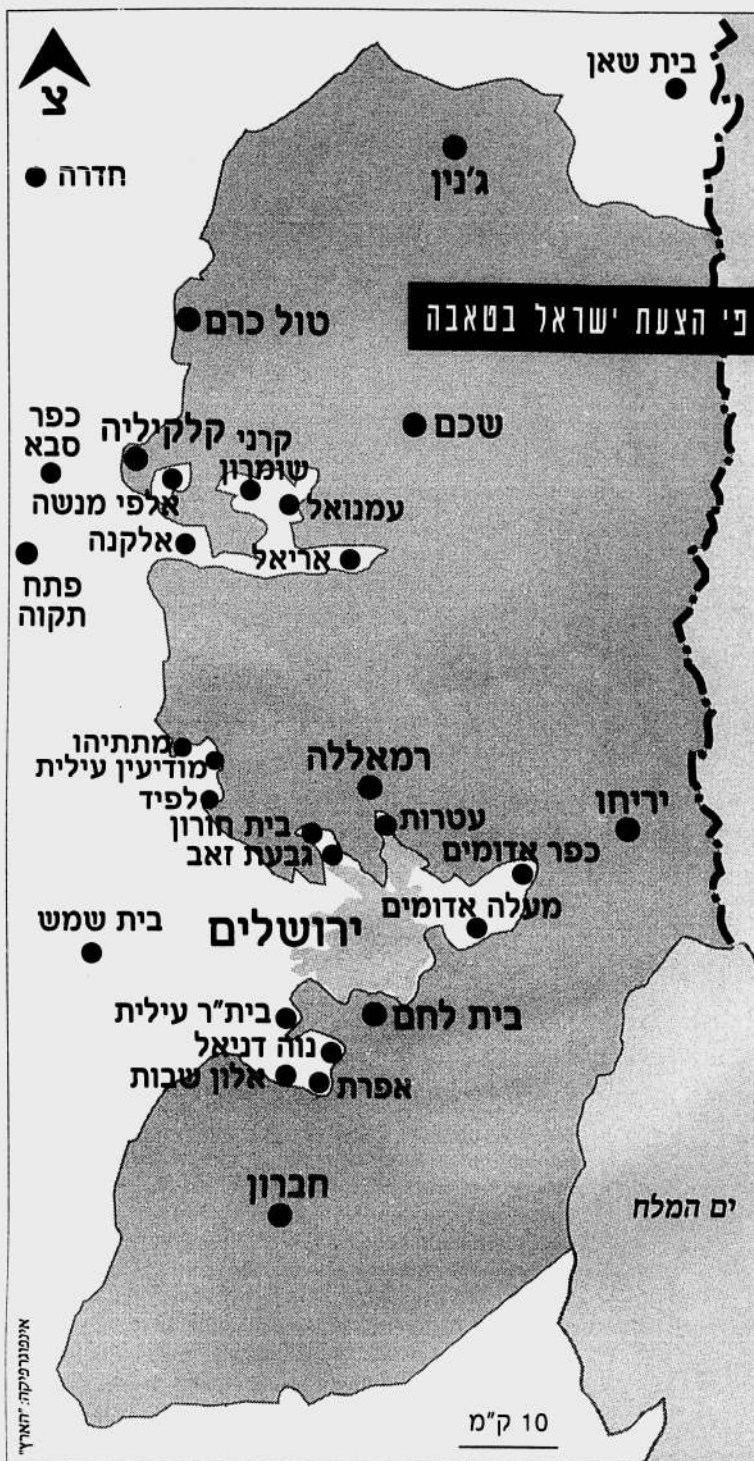 צ
בית שאן
חדרה
ג'נין
פי הצעת ישראל בטאבה
טול כרם
שכם
כפר
סבא
קלקיליה
קרני
שומרון
אלפי מנשה
עמנואל
אלקנה
אריאל
פתח
תקוה
מתתיהו
מודיעין עילית
לפיד
רמאללה
עטרות
יריחו
בית חורון
גבעת זאב
כפר אדומים
מעלה אדומים
ירושלים
בית שמש
בית"ר עילית
בית לחם
נוה דניאל
אלון שבות
אפרת
חברון
ים המלח
10 ק"מ
אינפוגרפיקה: "הארץ"